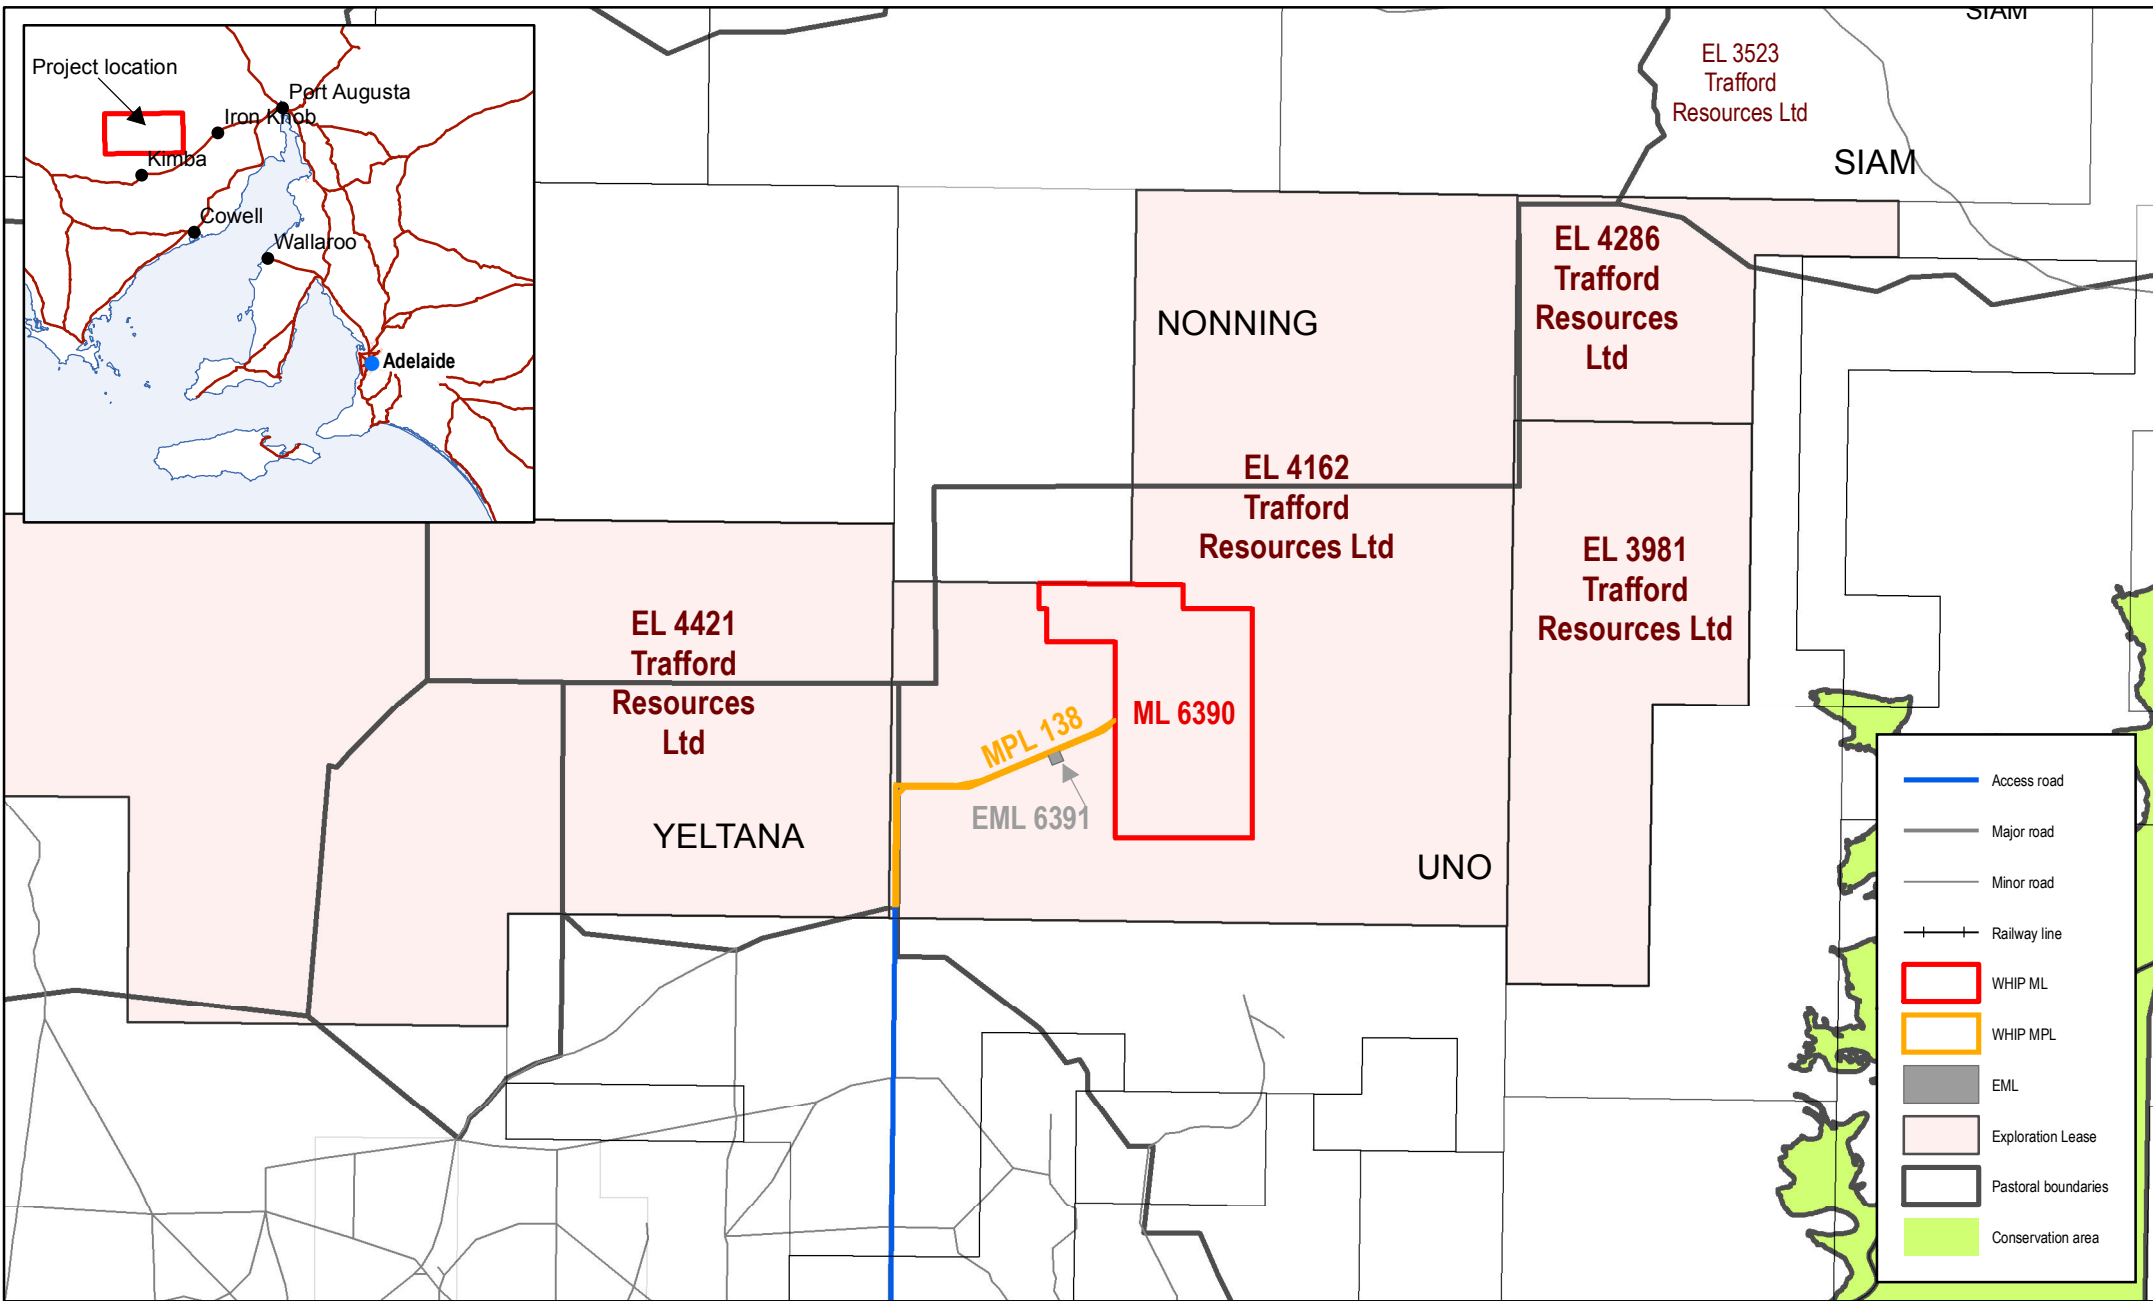 SIAM
Project location
Port Augusta
Iron Knob
Kimba
Cowell
Wallaroo
Adelaide
EL 3523
Trafford
Resources Ltd
SIAM
EL 4286
Trafford
Resources
Ltd
NONNING
EL 4162
Trafford
Resources Ltd
EL 3981
Trafford
Resources Ltd
EL 4421
Trafford
Resources
Ltd
ML 6390
MPL 138
EML 6391
YELTANA
UNO
Access road
Major road
Minor road
Railway line
WHIP ML
WHIP MPL
EML
Exploration Lease
Pastoral boundaries
Conservation area